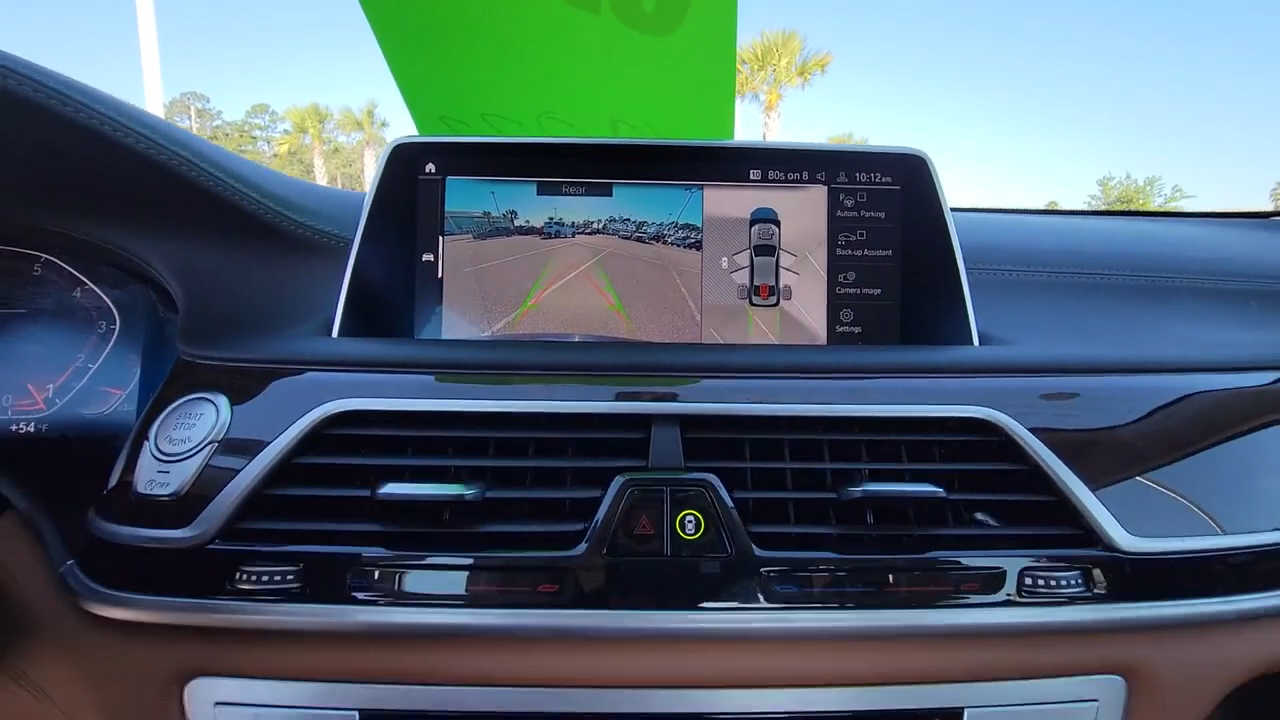 10 80s on 8 10:12am
Rear
P
Autom. Parking
Back-up Assistant
Camera image
Settings
5
4
3
2
1
0
+54 °F
START
STOP
ENGINE
OFF